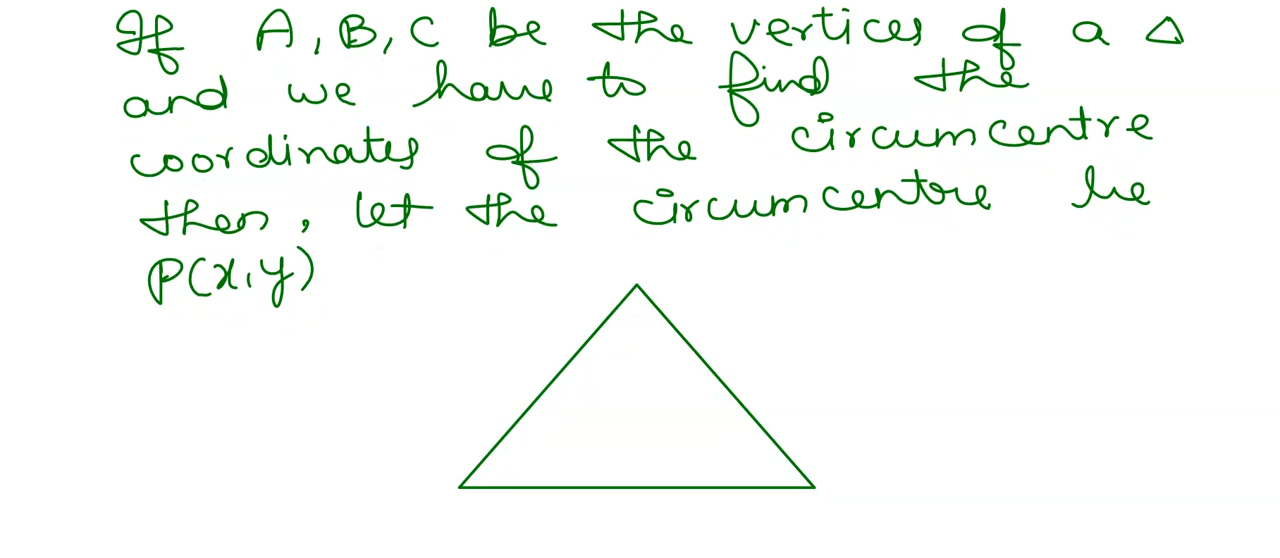 If A, B, C be the vertices of a Δ
and we have to find the
coordinates of the circumcentre
then, let the circumcentre be
P(x,y)